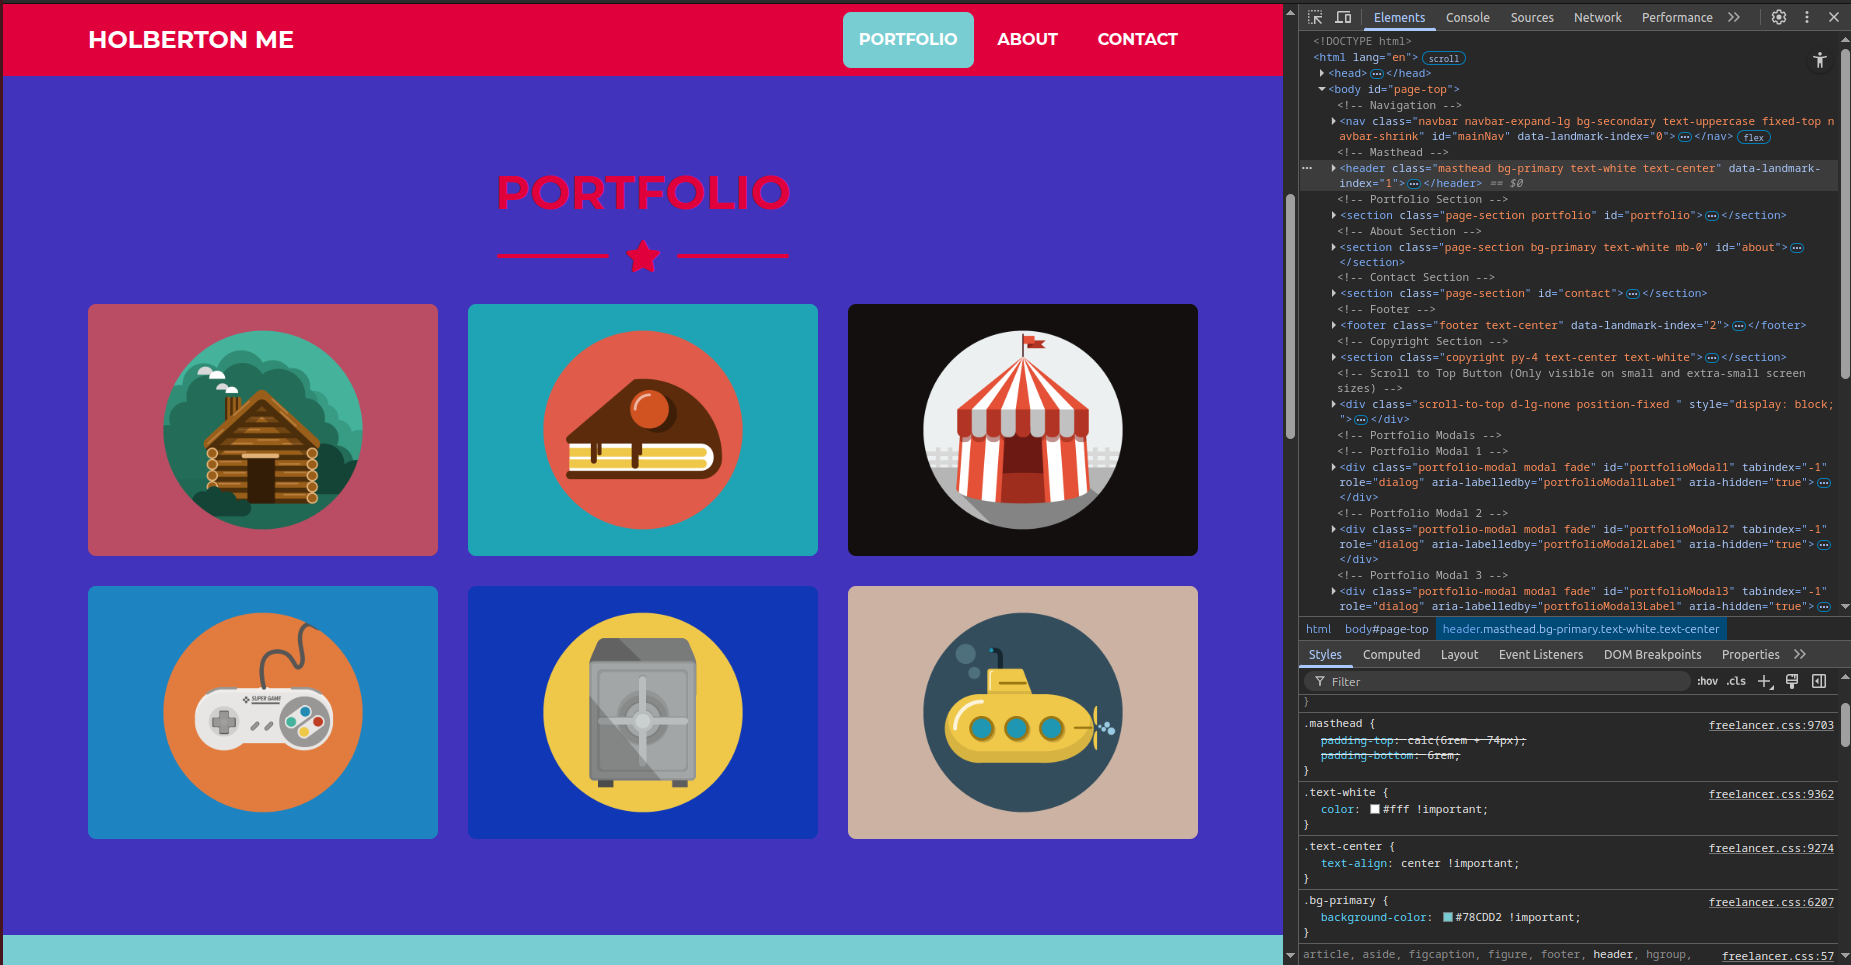 HOLBERTON ME
PORTFOLIO
ABOUT
CONTACT
PORTFOLIO
SUPER GAME
Elements
Console
Sources
Network
Performance
<!DOCTYPE html>
<html lang="en"> scroll
<head> </head>
<body id="page-top">
<!-- Navigation -->
<nav class="navbar navbar-expand-lg bg-secondary text-uppercase fixed-top n
avbar-shrink" id="mainNav" data-landmark-index="0"> </nav> flex
<!-- Masthead -->
<header class="masthead bg-primary text-white text-center" data-landmark-
index="1"> </header> == $0
<!-- Portfolio Section -->
<section class="page-section portfolio" id="portfolio"> </section>
<!-- About Section -->
<section class="page-section bg-primary text-white mb-0" id="about">
</section>
<!-- Contact Section -->
<section class="page-section" id="contact"> </section>
<!-- Footer -->
<footer class="footer text-center" data-landmark-index="2"> </footer>
<!-- Copyright Section -->
<section class="copyright py-4 text-center text-white"> </section>
<!-- Scroll to Top Button (Only visible on small and extra-small screen
sizes) -->
<div class="scroll-to-top d-lg-none position-fixed " style="display: block;
"> </div>
<!-- Portfolio Modals -->
<!-- Portfolio Modal 1 -->
<div class="portfolio-modal modal fade" id="portfolioModal1" tabindex="-1"
role="dialog" aria-labelledby="portfolioModal1Label" aria-hidden="true">
</div>
<!-- Portfolio Modal 2 -->
<div class="portfolio-modal modal fade" id="portfolioModal2" tabindex="-1"
role="dialog" aria-labelledby="portfolioModal2Label" aria-hidden="true">
</div>
<!-- Portfolio Modal 3 -->
<div class="portfolio-modal modal fade" id="portfolioModal3" tabindex="-1"
role="dialog" aria-labelledby="portfolioModal3Label" aria-hidden="true">
html
body#page-top
header.masthead.bg-primary.text-white.text-center
Styles
Computed
Layout
Event Listeners
DOM Breakpoints
Properties
Filter
:hov
.cls
}
.masthead {
freelancer.css:9703
padding-top: calc(6rem + 74px);
padding-bottom: 6rem;
}
.text-white {
freelancer.css:9362
color: #fff !important;
}
.text-center {
freelancer.css:9274
text-align: center !important;
}
.bg-primary {
freelancer.css:6207
background-color: #78CDD2 !important;
}
article, aside, figcaption, figure, footer, header, hgroup,
freelancer.css:57